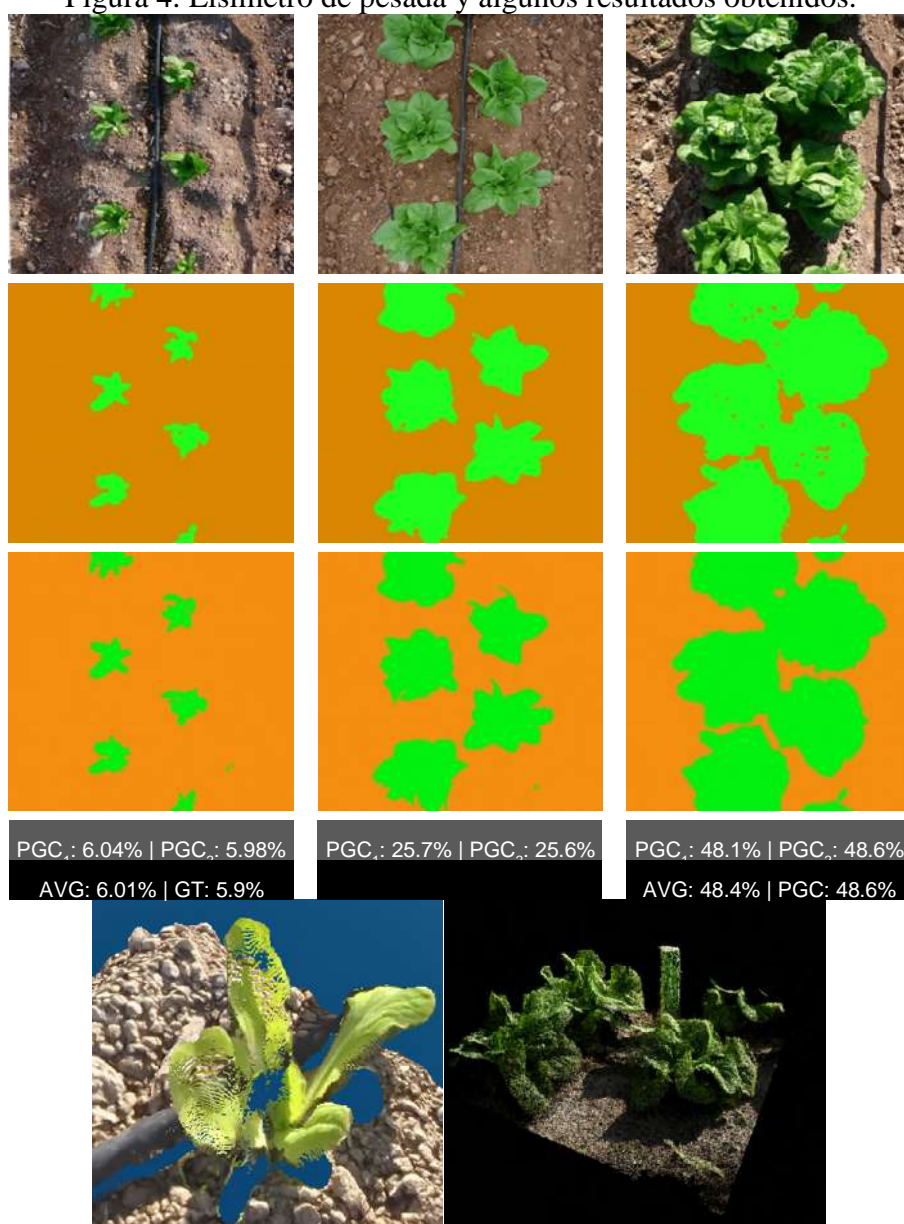 Figura 4. Lisímetro de pesada y algunos resultados obtenidos.
PGC₁: 6.04% | PGC₂: 5.98%
PGC₁: 25.7% | PGC₂: 25.6%
PGC₁: 48.1% | PGC₂: 48.6%
AVG: 6.01% | GT: 5.9%
AVG: 48.4% | PGC: 48.6%